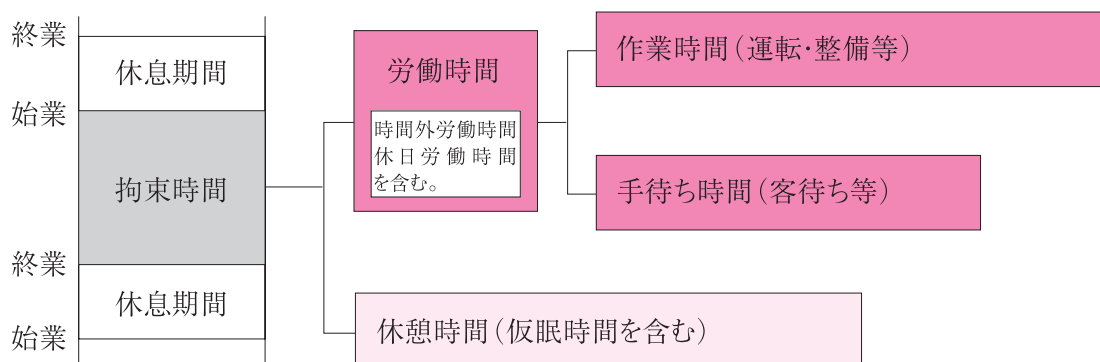 終業
休息期間
始業
拘束時間
終業
休息期間
始業
労働時間
時間外労働時間
休日労働時間
を含む。
作業時間（運転・整備等）
手待ち時間（客待ち等）
休憩時間（仮眠時間を含む）